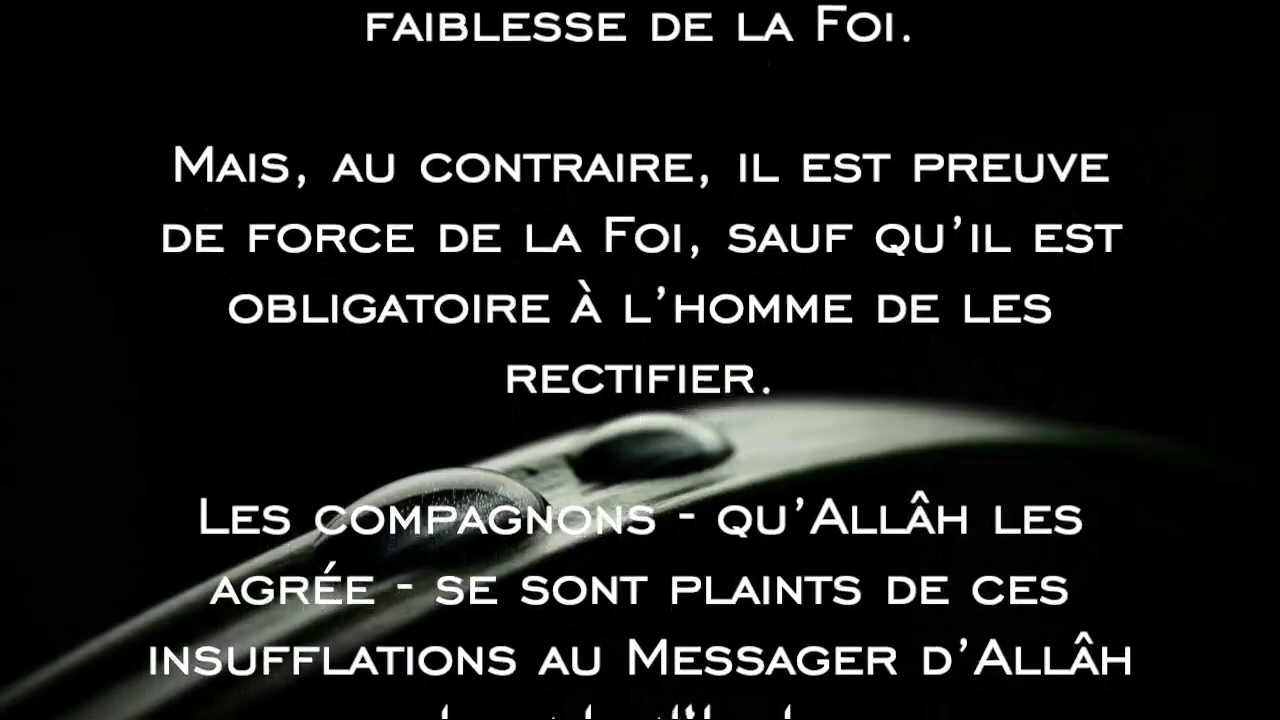 FAIBLESSE DE LA FOI.
MAIS, AU CONTRAIRE, IL EST PREUVE
DE FORCE DE LA FOI, SAUF QU'IL EST
OBLIGATOIRE À L'HOMME DE LES
RECTIFIER.
LES COMPAGNONS - QU'ALLÂH LES
AGRÉE - SE SONT PLAINTS DE CES
INSUFFLATIONS AU MESSAGER D'ALLÂH